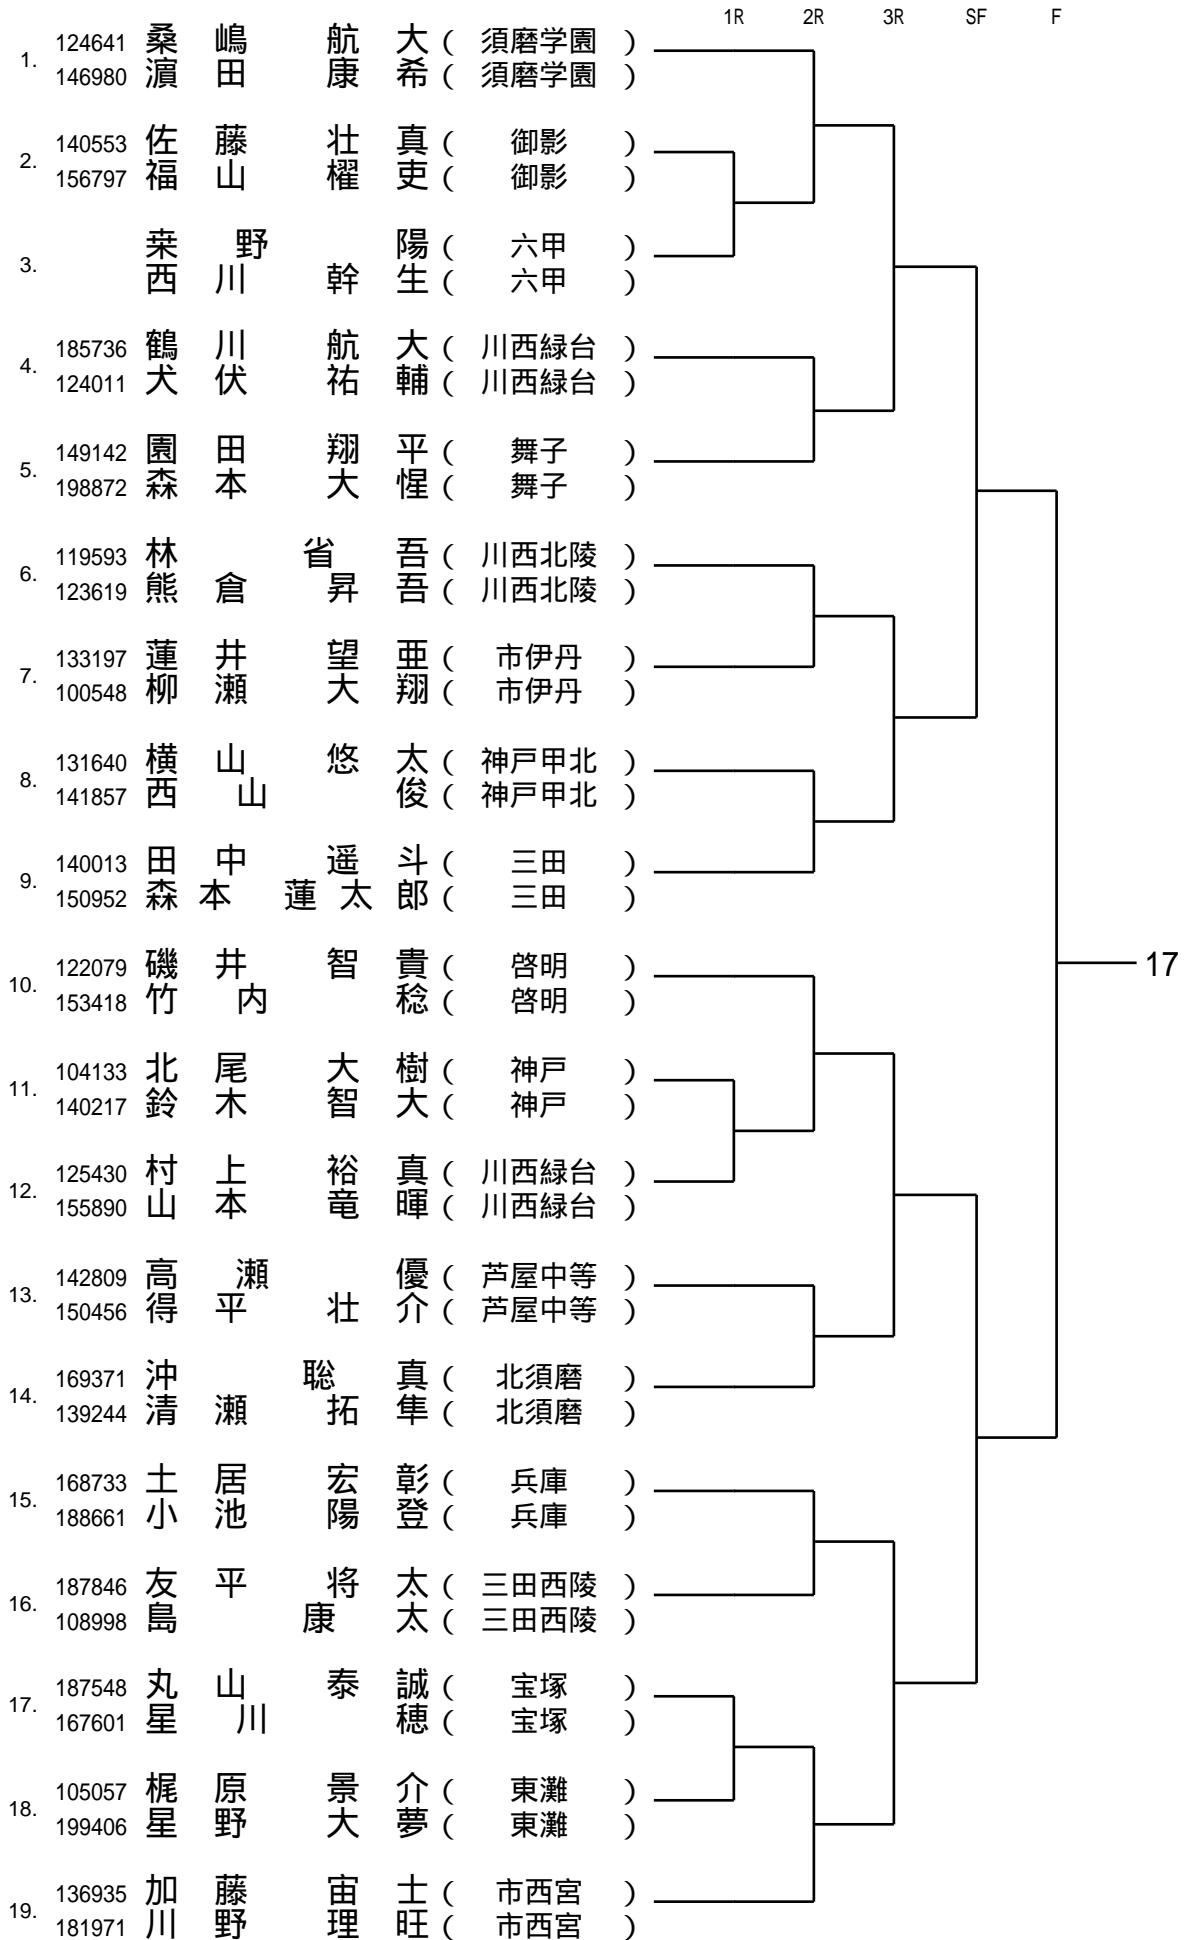 1R 2R 3R SF F
1. 124641 桑嶋 航大 ( 須磨学園 )
146980 濵田 康希 ( 須磨学園 )
2. 140553 佐藤 壮真 ( 御影 )
156797 福山 櫂吏 ( 御影 )
3. 桒野 陽 ( 六甲 )
西川 幹生 ( 六甲 )
4. 185736 鶴川 航大 ( 川西緑台 )
124011 犬伏 祐輔 ( 川西緑台 )
5. 149142 園田 翔平 ( 舞子 )
198872 森本 大惺 ( 舞子 )
6. 119593 林 省吾 ( 川西北陵 )
123619 熊倉 昇吾 ( 川西北陵 )
7. 133197 蓮井 望亜 ( 市伊丹 )
100548 柳瀬 大翔 ( 市伊丹 )
8. 131640 横山 悠太 ( 神戸甲北 )
141857 西山 俊 ( 神戸甲北 )
9. 140013 田中 遥斗 ( 三田 )
150952 森本 蓮太郎 ( 三田 )
10. 122079 磯井 智貴 ( 啓明 )
153418 竹内 稔 ( 啓明 )
17
11. 104133 北尾 大樹 ( 神戸 )
140217 鈴木 智大 ( 神戸 )
12. 125430 村上 裕真 ( 川西緑台 )
155890 山本 竜暉 ( 川西緑台 )
13. 142809 高瀬 優 ( 芦屋中等 )
150456 得平 壮介 ( 芦屋中等 )
14. 169371 沖 聡真 ( 北須磨 )
139244 清瀬 拓隼 ( 北須磨 )
15. 168733 土居 宏彰 ( 兵庫 )
188661 小池 陽登 ( 兵庫 )
16. 187846 友平 将太 ( 三田西陵 )
108998 島 康太 ( 三田西陵 )
17. 187548 丸山 泰誠 ( 宝塚 )
167601 星川 穂 ( 宝塚 )
18. 105057 梶原 景介 ( 東灘 )
199406 星野 大夢 ( 東灘 )
19. 136935 加藤 宙士 ( 市西宮 )
181971 川野 理旺 ( 市西宮 )